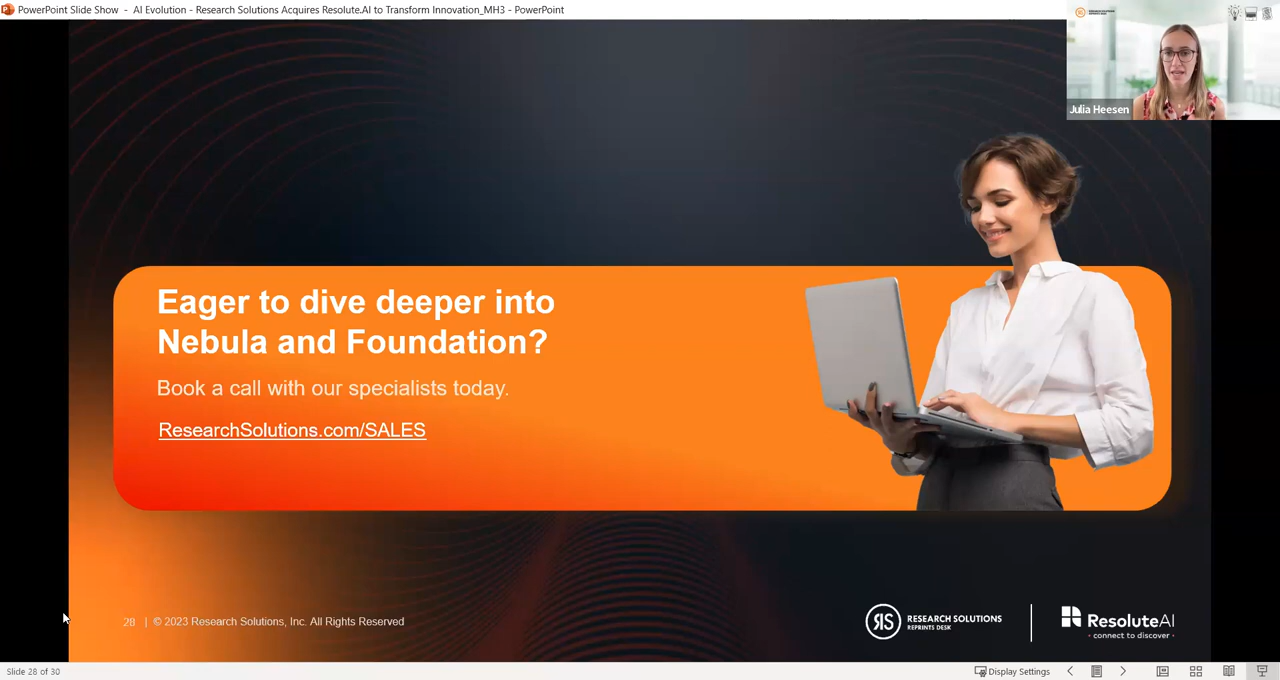 PowerPoint Slide Show - AI Evolution - Research Solutions Acquires Resolute.AI to Transform Innovation_MH3 - PowerPoint
Julia Heesen
Eager to dive deeper into
Nebula and Foundation?
Book a call with our specialists today.
ResearchSolutions.com/SALES
28 | © 2023 Research Solutions, Inc. All Rights Reserved
RS RESEARCH SOLUTIONS
REPRINTS DESK
ResoluteAI
• connect to discover •
Slide 28 of 30
Display Settings